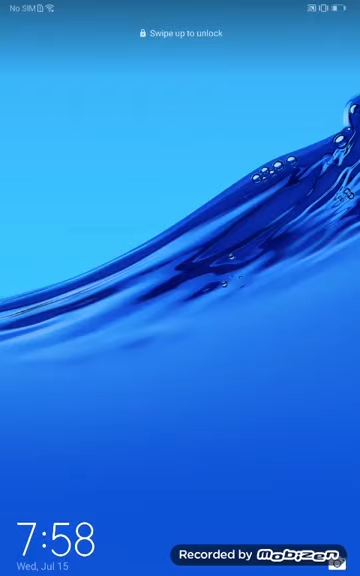 No SIM
Swipe up to unlock
7:58
Wed, Jul 15
Recorded by Mobizen